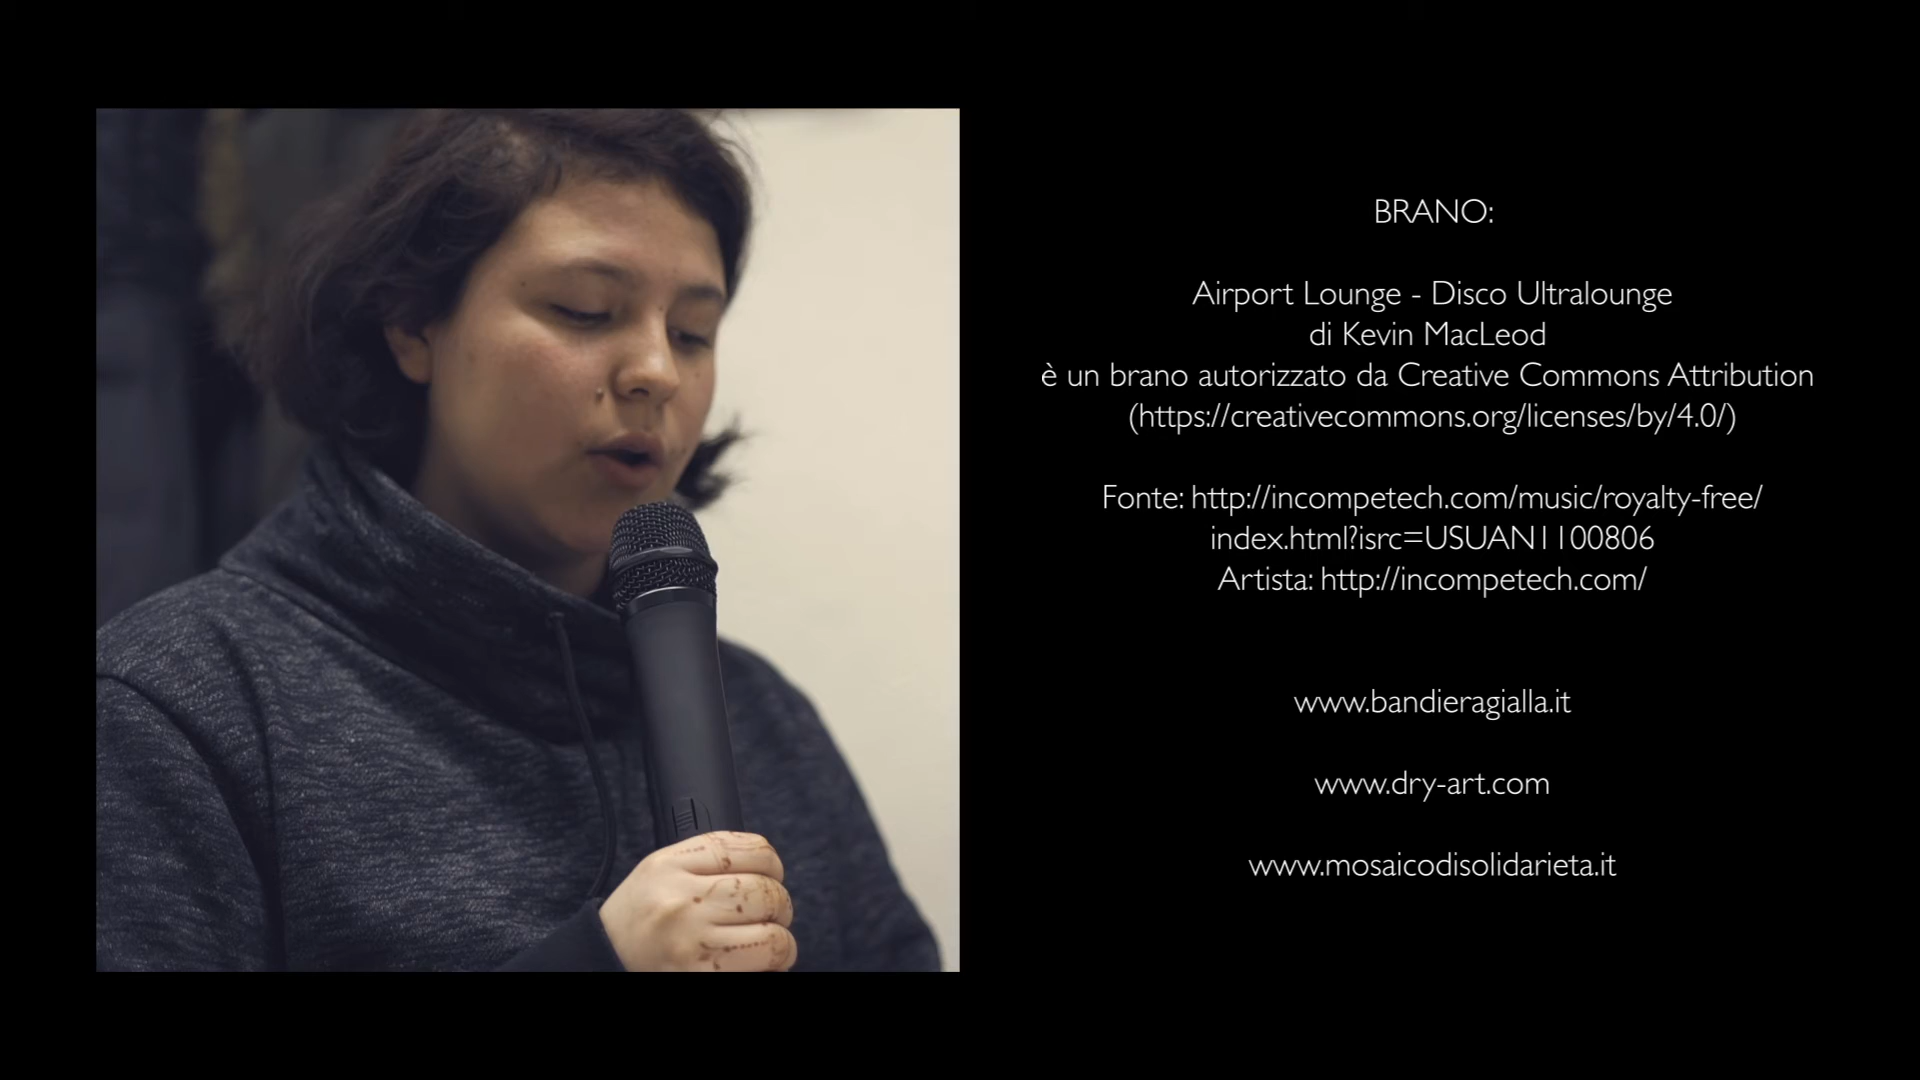 BRANO:
Airport Lounge - Disco Ultralounge
di Kevin MacLeod
è un brano autorizzato da Creative Commons Attribution
(https://creativecommons.org/licenses/by/4.0/)
Fonte: http://incompetech.com/music/royalty-free/
index.html?isrc=USUAN1100806
Artista: http://incompetech.com/
www.bandieragialla.it
www.dry-art.com
www.mosaicodisolidarieta.it